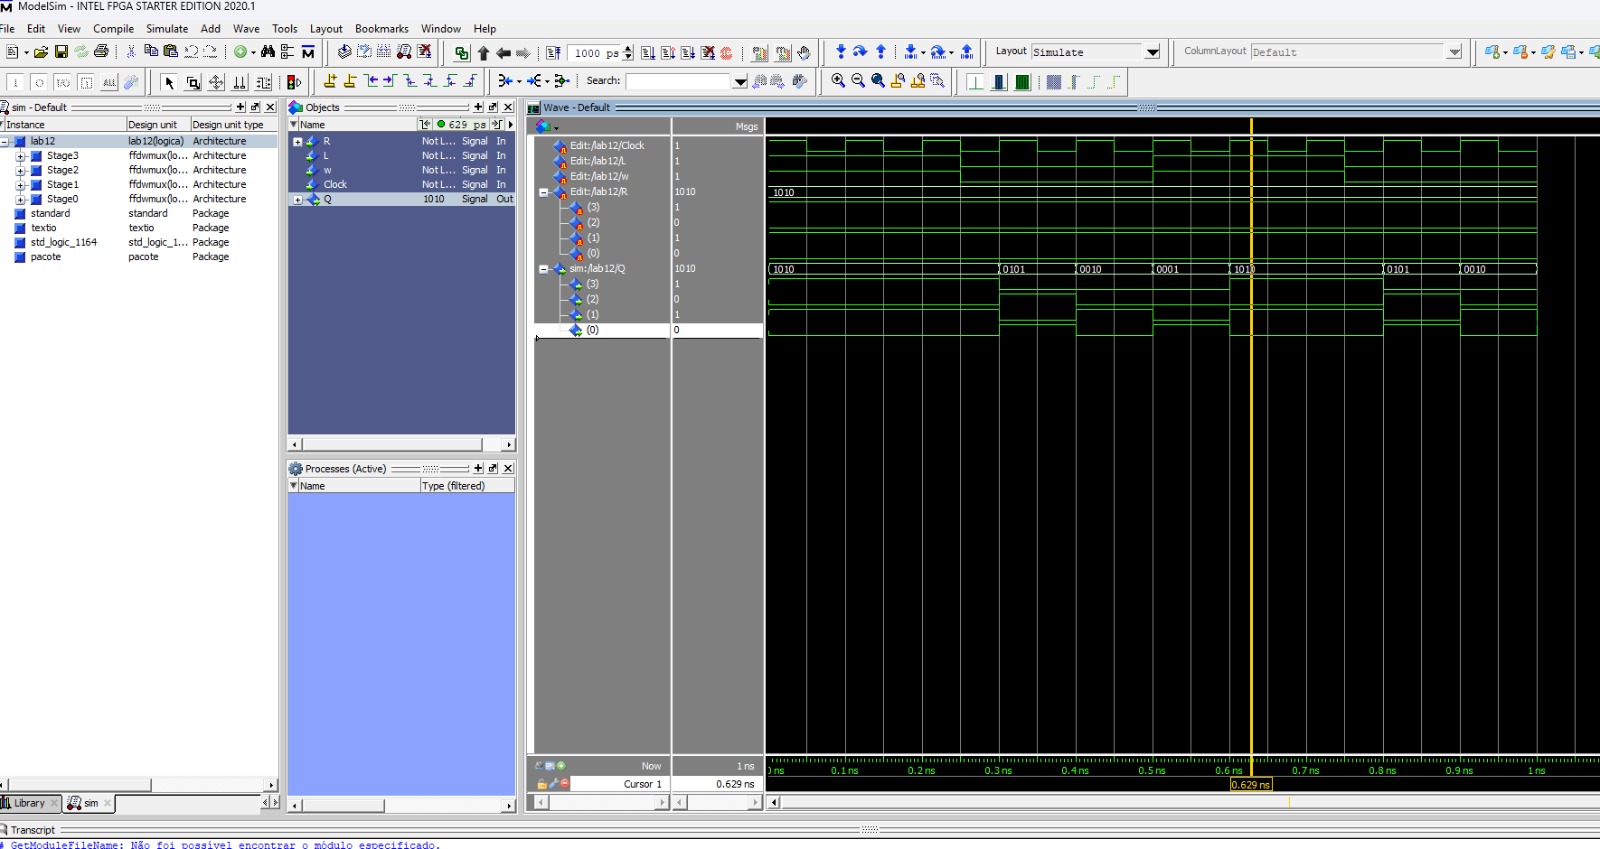 ModelSim - INTEL FPGA STARTER EDITION 2020.1
File Edit View Compile Simulate Add Wave Tools Layout Bookmarks Window Help
1000 ps
Layout Simulate
ColumnLayout Default
Search:
sim - Default
Instance Design unit Design unit type
lab12 lab12(logica) Architecture
Stage3 ffdwmux(lo... Architecture
Stage2 ffdwmux(lo... Architecture
Stage1 ffdwmux(lo... Architecture
Stage0 ffdwmux(lo... Architecture
standard standard Package
textio textio Package
std_logic_1164 std_logic_1... Package
pacote pacote Package
Library
sim
Objects
Name 629 ps
R Not L... Signal In
L Not L... Signal In
w Not L... Signal In
Clock Not L... Signal In
Q 1010 Signal Out
Processes (Active)
Name Type (filtered)
Wave - Default
Msgs
Edit:/lab12/Clock 1
Edit:/lab12/L 1
Edit:/lab12/w 1
Edit:/lab12/R 1010 1010
(3) 1
(2) 0
(1) 1
(0) 0
sim:/lab12/Q 1010 1010 0101 0010 0001 1010 0101 0010
(3) 1
(2) 0
(1) 1
(0) 0
Now 1 ns
ns 0.1 ns 0.2 ns 0.3 ns 0.4 ns 0.5 ns 0.6 ns 0.7 ns 0.8 ns 0.9 ns 1 ns
Cursor 1 0.629 ns 0.629 ns
Transcript
# GetModuleFileName: Não foi possível encontrar o módulo especificado.